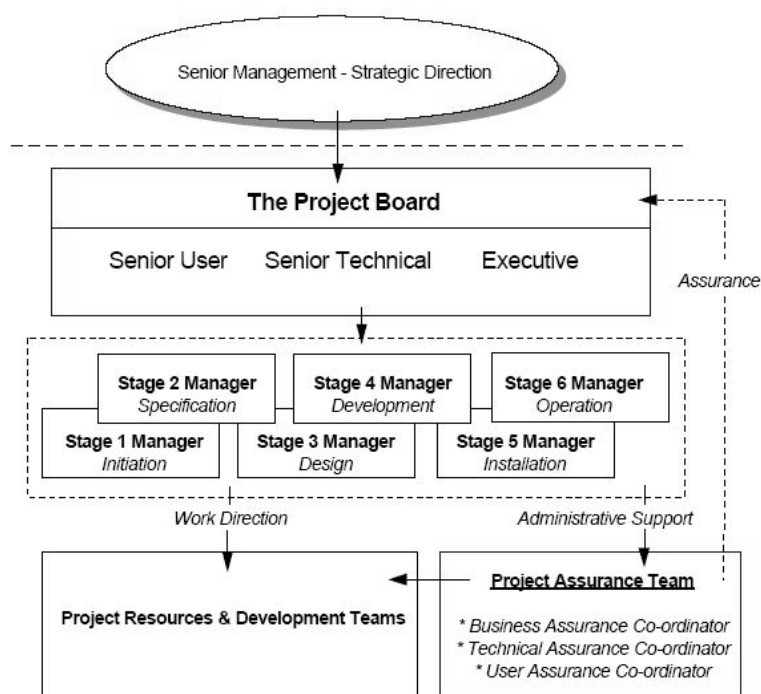 Senior Management - Strategic Direction
The Project Board
Senior User Senior Technical Executive
Assurance
Stage 2 Manager
Specification
Stage 4 Manager
Development
Stage 6 Manager
Operation
Stage 1 Manager
Initiation
Stage 3 Manager
Design
Stage 5 Manager
Installation
Work Direction
Administrative Support
Project Resources & Development Teams
Project Assurance Team
* Business Assurance Co-ordinator
* Technical Assurance Co-ordinator
* User Assurance Co-ordinator